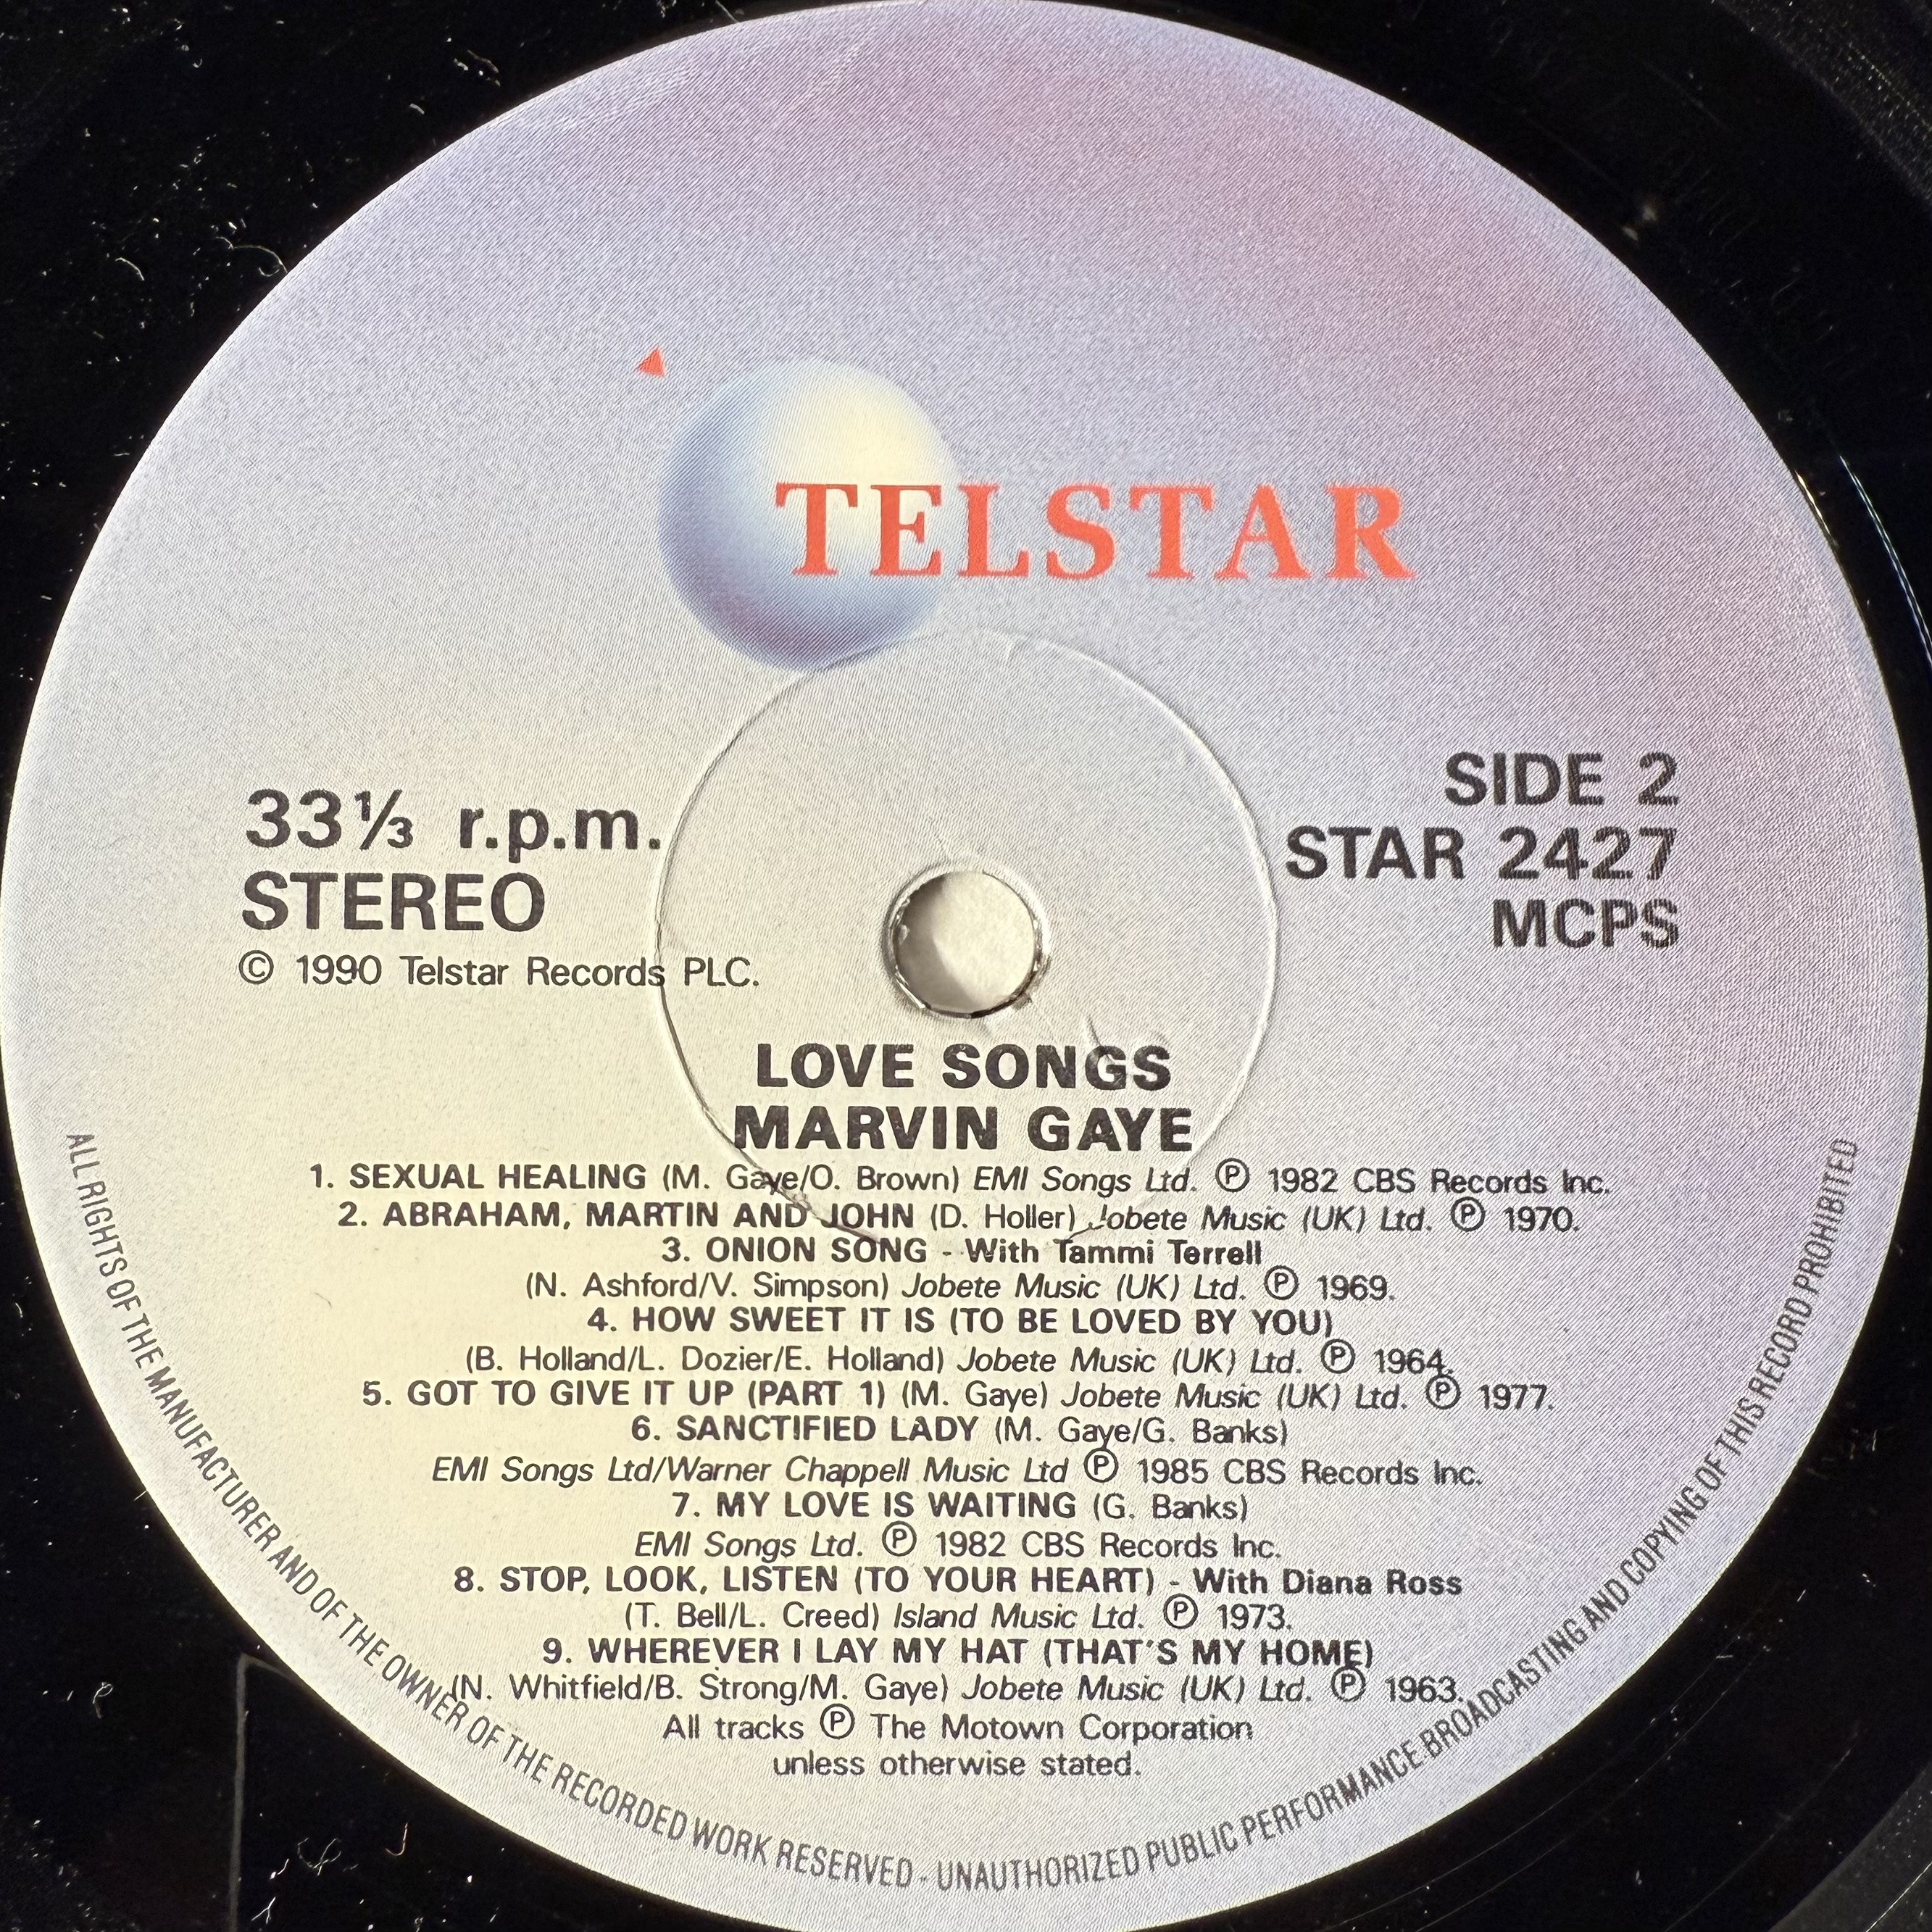 TELSTAR
33⅓ r.p.m.
STEREO
© 1990 Telstar Records PLC.
SIDE 2
STAR 2427
MCPS
LOVE SONGS
MARVIN GAYE
1. SEXUAL HEALING (M. Gaye/O. Brown) EMI Songs Ltd. ℗ 1982 CBS Records Inc.
2. ABRAHAM, MARTIN AND JOHN (D. Holler) Jobete Music (UK) Ltd. ℗ 1970.
3. ONION SONG - With Tammi Terrell
(N. Ashford/V. Simpson) Jobete Music (UK) Ltd. ℗ 1969.
4. HOW SWEET IT IS (TO BE LOVED BY YOU)
(B. Holland/L. Dozier/E. Holland) Jobete Music (UK) Ltd. ℗ 1964.
5. GOT TO GIVE IT UP (PART 1) (M. Gaye) Jobete Music (UK) Ltd. ℗ 1977.
6. SANCTIFIED LADY (M. Gaye/G. Banks)
EMI Songs Ltd/Warner Chappell Music Ltd ℗ 1985 CBS Records Inc.
7. MY LOVE IS WAITING (G. Banks)
EMI Songs Ltd. ℗ 1982 CBS Records Inc.
8. STOP, LOOK, LISTEN (TO YOUR HEART) - With Diana Ross
(T. Bell/L. Creed) Island Music Ltd. ℗ 1973.
9. WHEREVER I LAY MY HAT (THAT'S MY HOME)
(N. Whitfield/B. Strong/M. Gaye) Jobete Music (UK) Ltd. ℗ 1963.
All tracks ℗ The Motown Corporation
unless otherwise stated.
ALL RIGHTS OF THE MANUFACTURER AND OF THE OWNER OF THE RECORDED WORK RESERVED - UNAUTHORIZED PUBLIC PERFORMANCE BROADCASTING AND COPYING OF THIS RECORD PROHIBITED